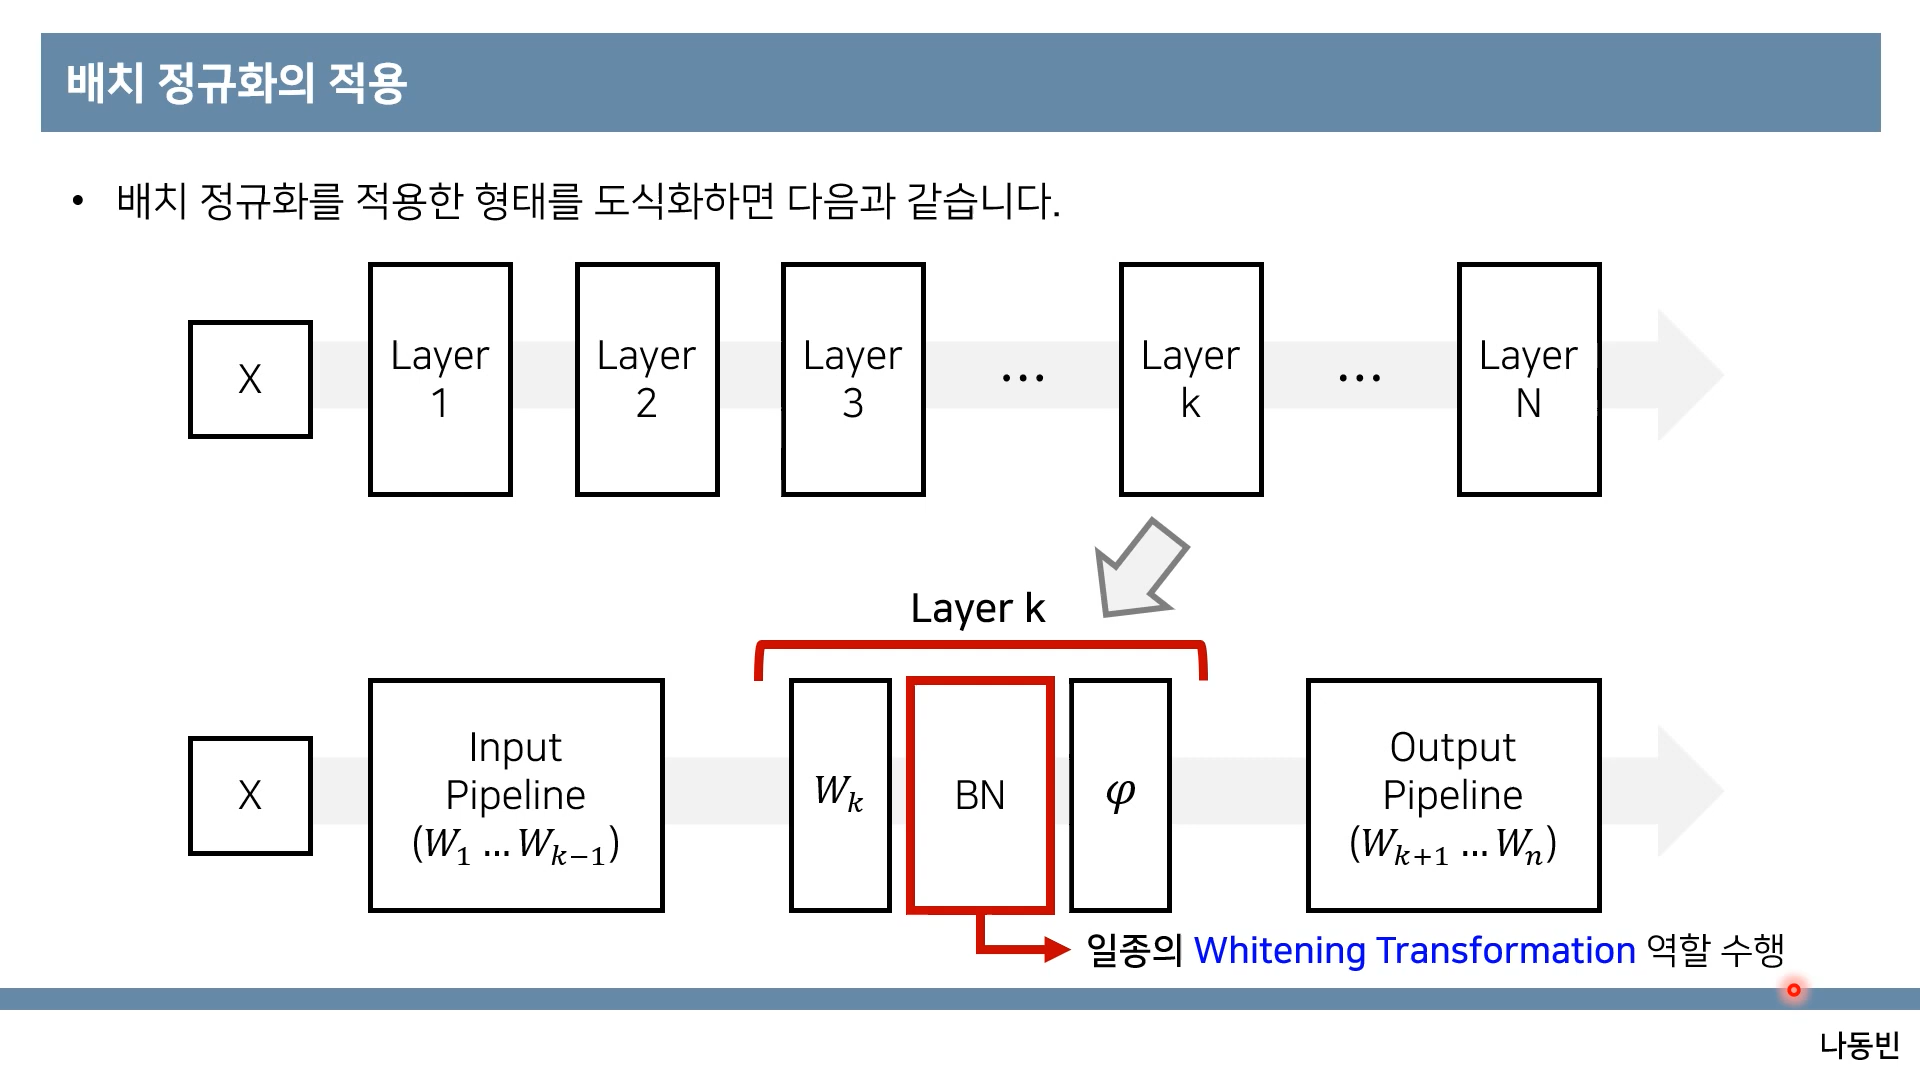 배치 정규화의 적용
• 배치 정규화를 적용한 형태를 도식화하면 다음과 같습니다.
X
Layer
1
Layer
2
Layer
3
...
Layer
k
...
Layer
N
Layer k
X
Input
Pipeline
(W₁ ... Wₖ₋₁)
Wₖ
BN
φ
Output
Pipeline
(Wₖ₊₁ ... Wₙ)
일종의 Whitening Transformation 역할 수행
나동빈